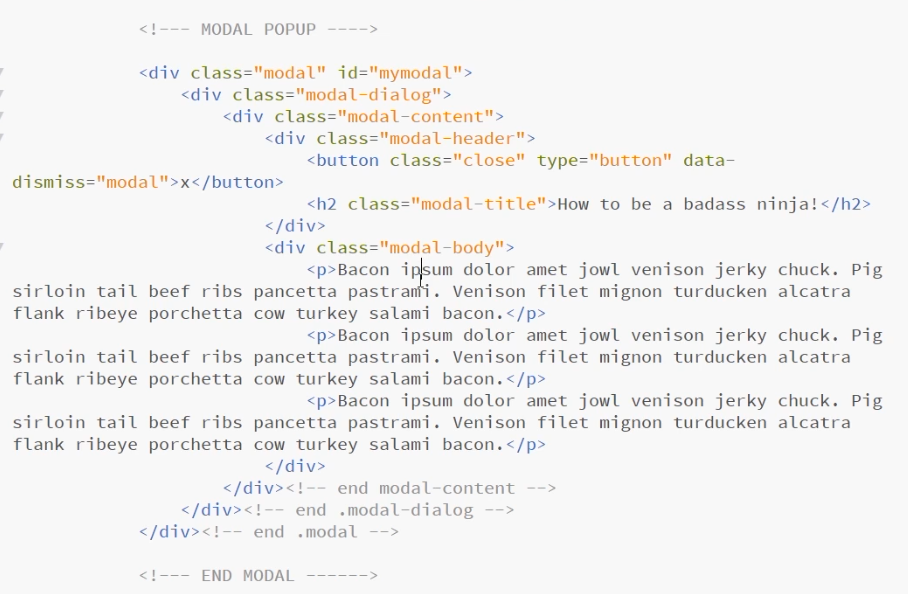 <!--- MODAL POPUP ---->
<div class="modal" id="mymodal">
<div class="modal-dialog">
<div class="modal-content">
<div class="modal-header">
<button class="close" type="button" data-
dismiss="modal">x</button>
<h2 class="modal-title">How to be a badass ninja!</h2>
</div>
<div class="modal-body">
<p>Bacon ipsum dolor amet jowl venison jerky chuck. Pig
sirloin tail beef ribs pancetta pastrami. Venison filet mignon turducken alcatra
flank ribeye porchetta cow turkey salami bacon.</p>
<p>Bacon ipsum dolor amet jowl venison jerky chuck. Pig
sirloin tail beef ribs pancetta pastrami. Venison filet mignon turducken alcatra
flank ribeye porchetta cow turkey salami bacon.</p>
<p>Bacon ipsum dolor amet jowl venison jerky chuck. Pig
sirloin tail beef ribs pancetta pastrami. Venison filet mignon turducken alcatra
flank ribeye porchetta cow turkey salami bacon.</p>
</div>
</div><!-- end modal-content -->
</div><!-- end .modal-dialog -->
</div><!-- end .modal -->
<!--- END MODAL ------>